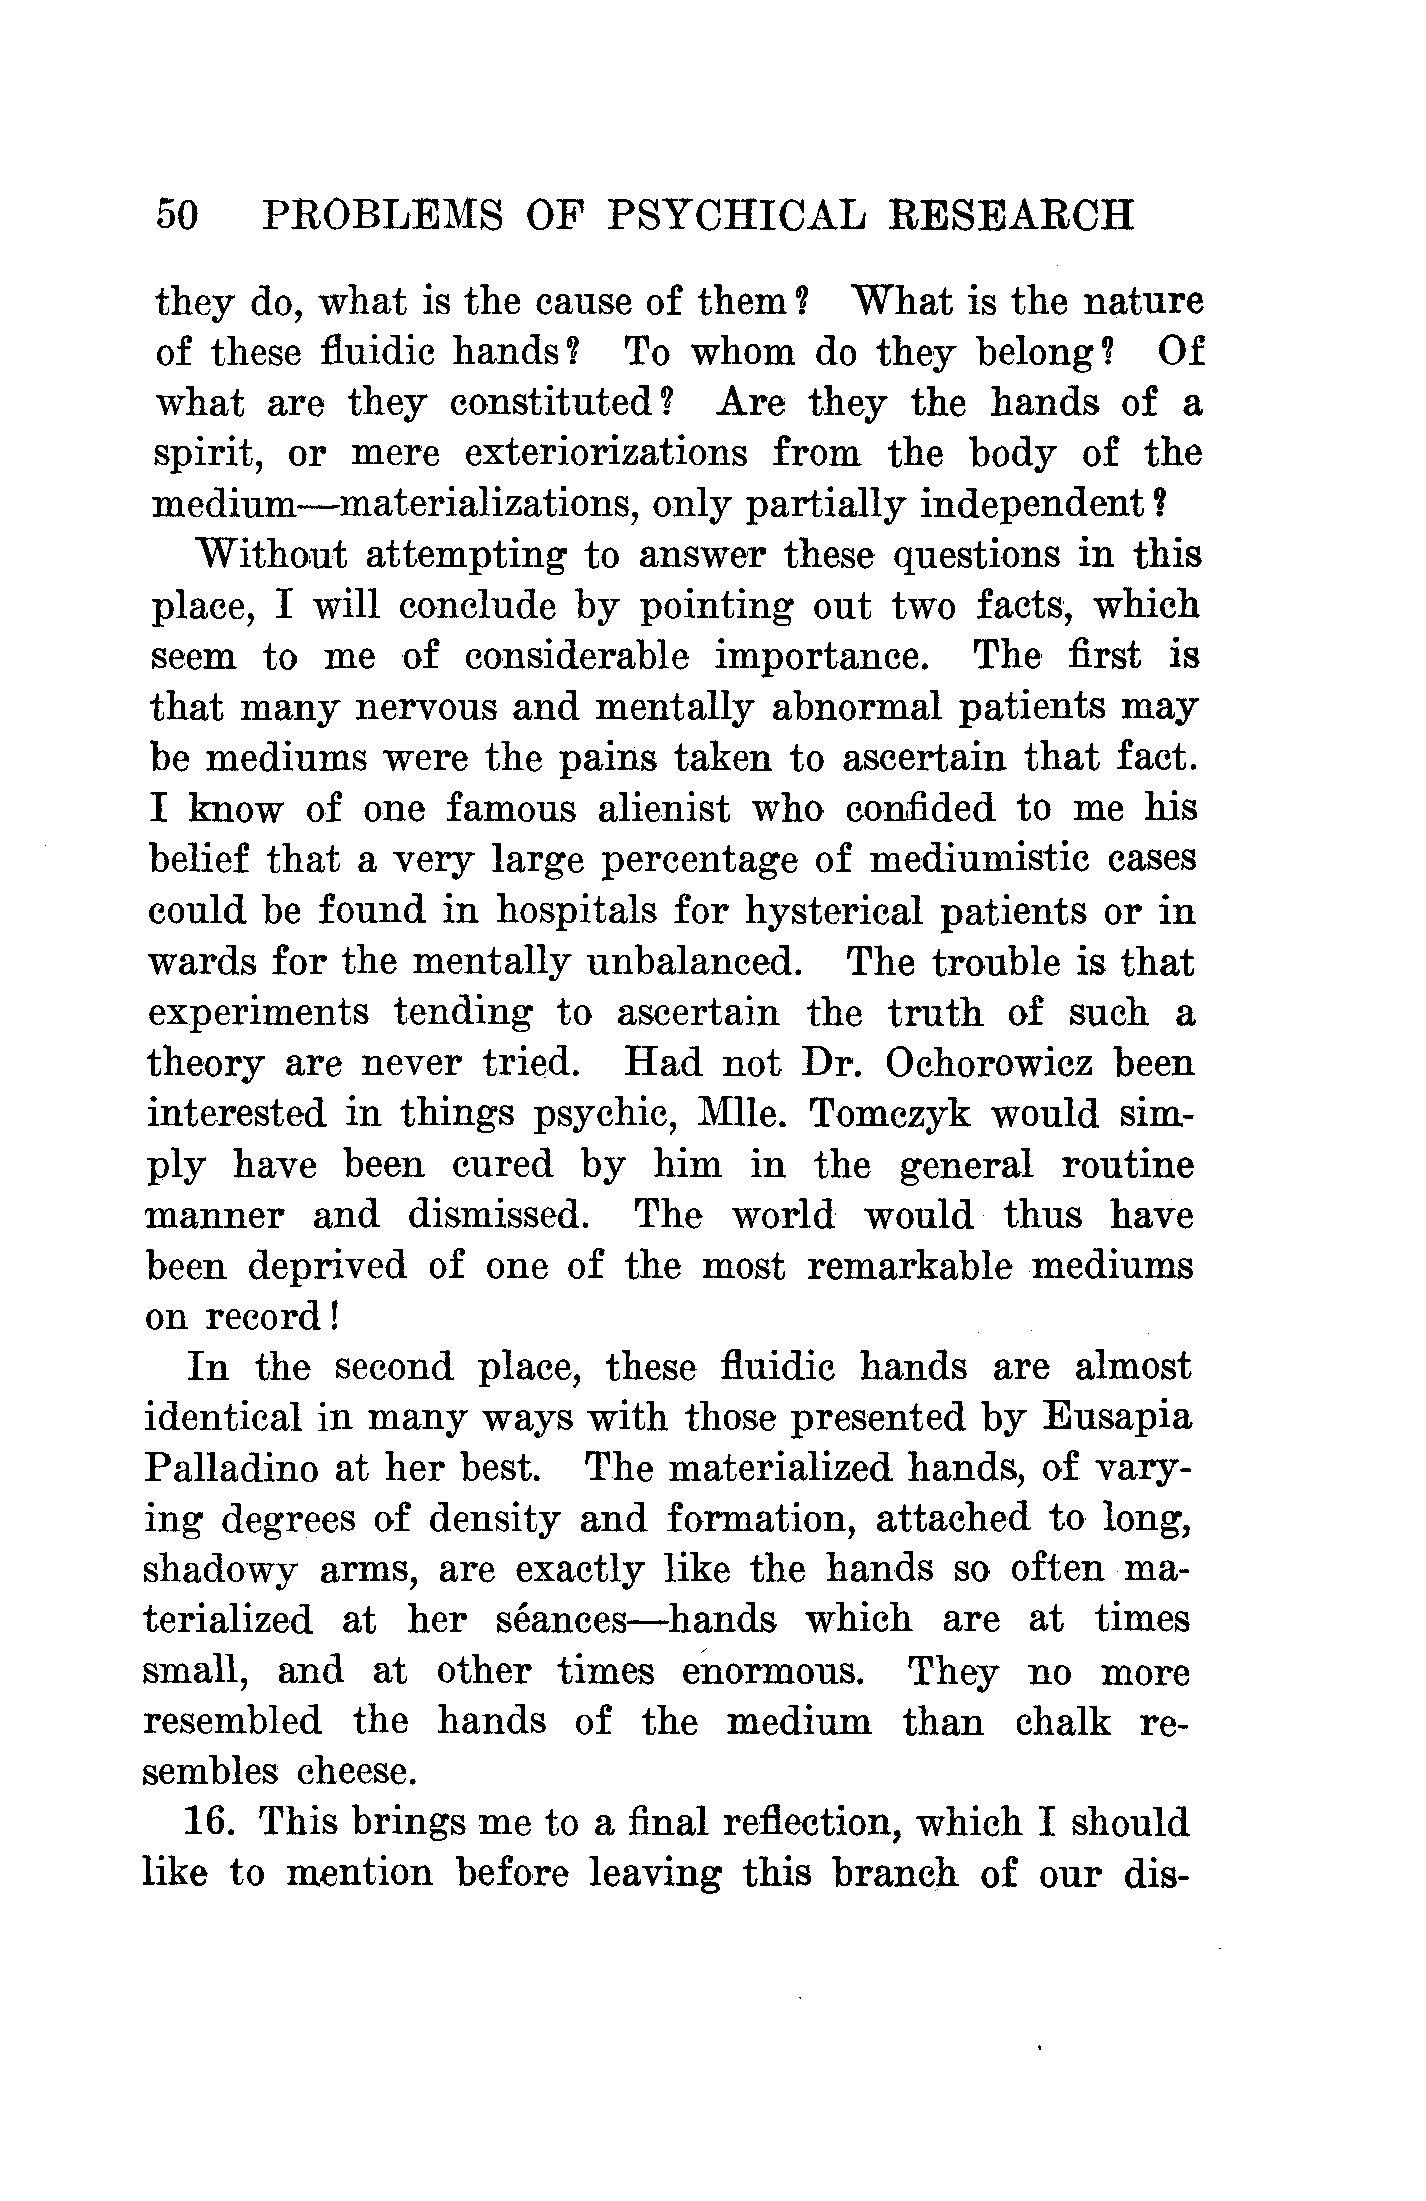 50 PROBLEMS OF PSYCHICAL RESEARCH
they do, what is the cause of them? What is the nature
of these fluidic hands? To whom do they belong? Of
what are they constituted? Are they the hands of a
spirit, or mere exteriorizations from the body of the
medium—materializations, only partially independent?
Without attempting to answer these questions in this
place, I will conclude by pointing out two facts, which
seem to me of considerable importance. The first is
that many nervous and mentally abnormal patients may
be mediums were the pains taken to ascertain that fact.
I know of one famous alienist who confided to me his
belief that a very large percentage of mediumistic cases
could be found in hospitals for hysterical patients or in
wards for the mentally unbalanced. The trouble is that
experiments tending to ascertain the truth of such a
theory are never tried. Had not Dr. Ochorowicz been
interested in things psychic, Mlle. Tomczyk would sim-
ply have been cured by him in the general routine
manner and dismissed. The world would thus have
been deprived of one of the most remarkable mediums
on record!
In the second place, these fluidic hands are almost
identical in many ways with those presented by Eusapia
Palladino at her best. The materialized hands, of vary-
ing degrees of density and formation, attached to long,
shadowy arms, are exactly like the hands so often ma-
terialized at her séances—hands which are at times
small, and at other times enormous. They no more
resembled the hands of the medium than chalk re-
sembles cheese.
16. This brings me to a final reflection, which I should
like to mention before leaving this branch of our dis-